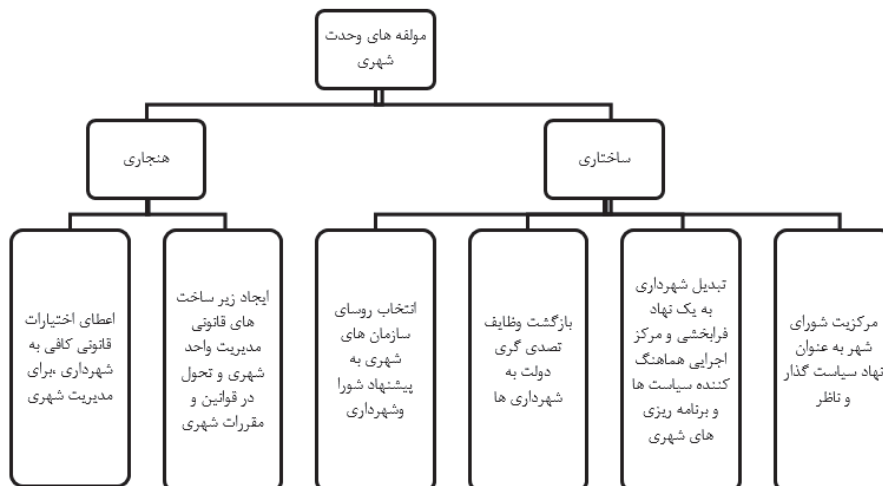 مولفه های وحدت
شهری
ساختاری
هنجاری
مرکزیت شورای
شهر به عنوان
نهاد سیاست گذار
و ناظر
تبدیل شهرداری
به یک نهاد
فرابخشی و مرکز
اجرایی هماهنگ
کننده سیاست ها
و برنامه ریزی
های شهری
بازگشت وظایف
تصدی گری
دولت به
شهرداری ها
انتخاب روسای
سازمان های
شهری به
پیشنهاد شورا
وشهرداری
ایجاد زیر ساخت
های قانونی
مدیریت واحد
شهری و تحول
در قوانین و
مقررات شهری
اعطای اختیارات
قانونی کافی به
شهرداری ،برای
مدیریت شهری